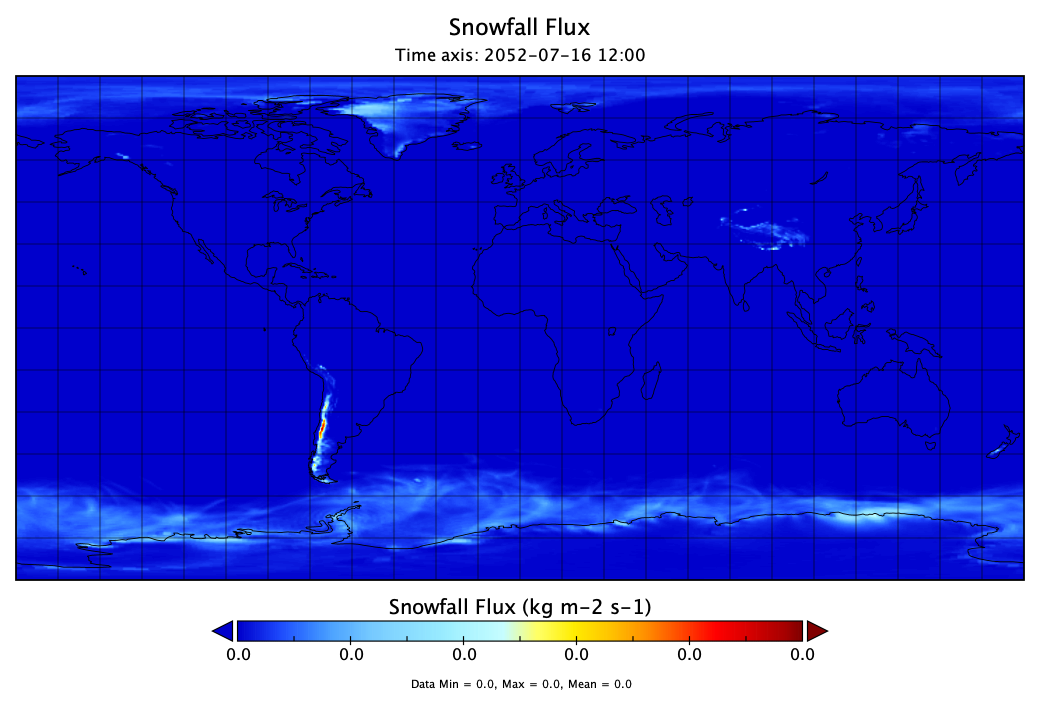 Snowfall Flux
Time axis: 2052-07-16 12:00
Snowfall Flux (kg m-2 s-1)
0.0 0.0 0.0 0.0 0.0 0.0
Data Min = 0.0, Max = 0.0, Mean = 0.0